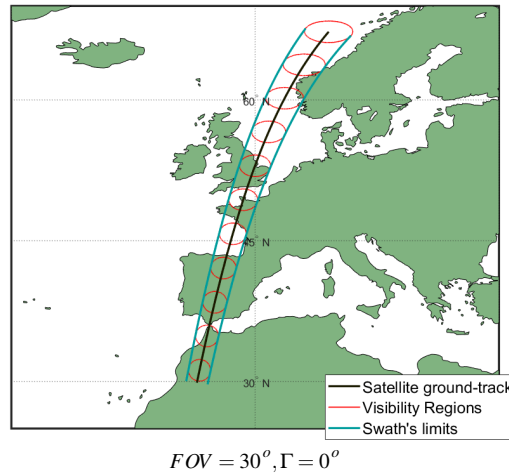 60° N
45° N
30° N
Satellite ground-track
Visibility Regions
Swath's limits
FOV = 30°, Γ = 0°